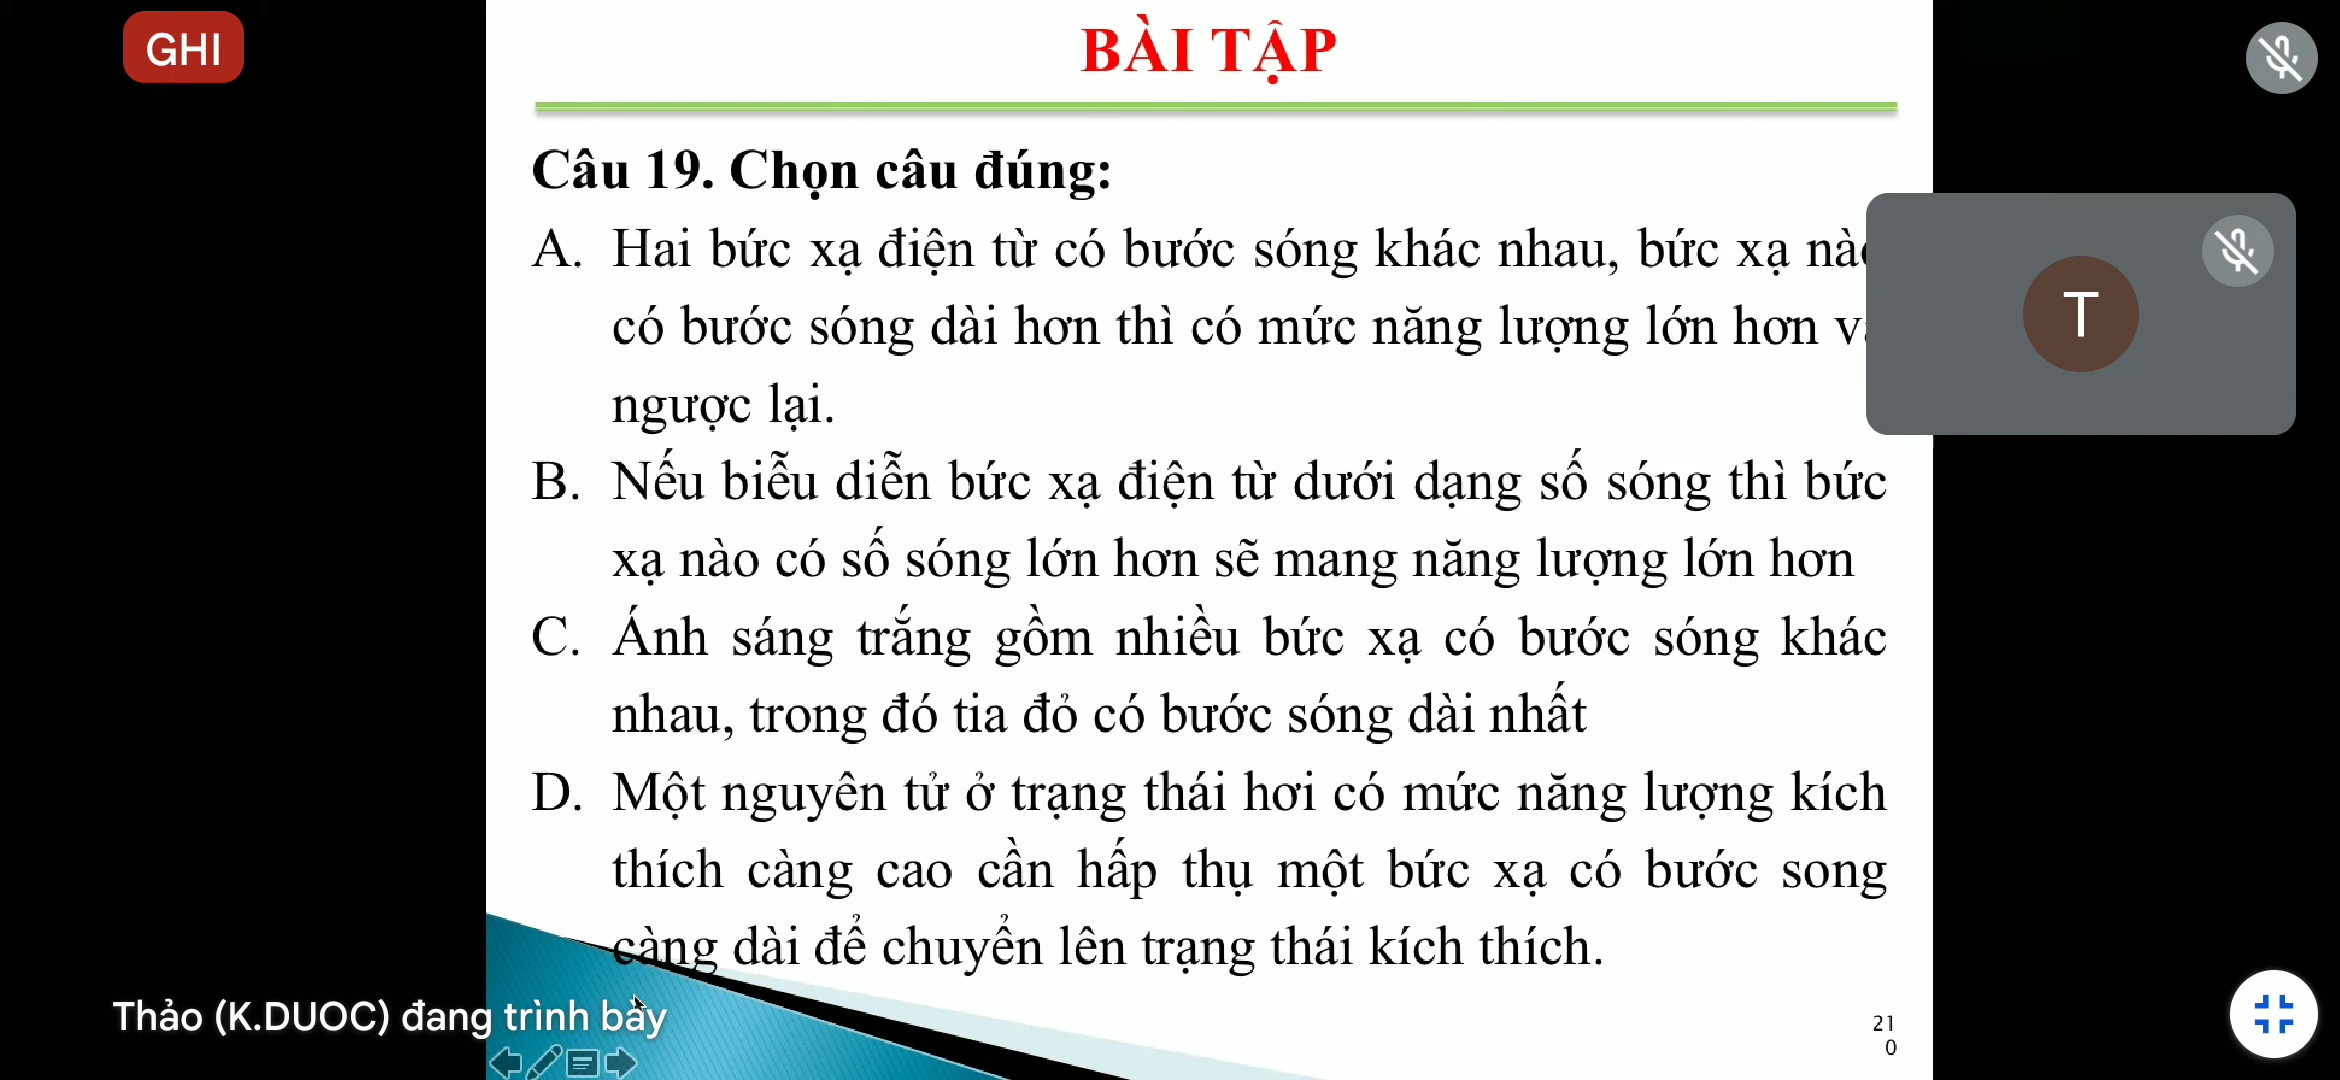 GHI
BÀI TẬP
Câu 19. Chọn câu đúng:
A. Hai bức xạ điện từ có bước sóng khác nhau, bức xạ
có bước sóng dài hơn thì có mức năng lượng lớn hơn
ngược lại.
T
B. Nếu biễu diễn bức xạ điện từ dưới dạng số sóng thì bức
xạ nào có số sóng lớn hơn sẽ mang năng lượng lớn hơn
C. Ánh sáng trắng gồm nhiều bức xạ có bước sóng khác
nhau, trong đó tia đỏ có bước sóng dài nhất
D. Một nguyên tử ở trạng thái hơi có mức năng lượng kích
thích càng cao cần hấp thụ một bức xạ có bước song
càng dài để chuyển lên trạng thái kích thích.
Thảo (K.DUOC) đang trình bày
21
0